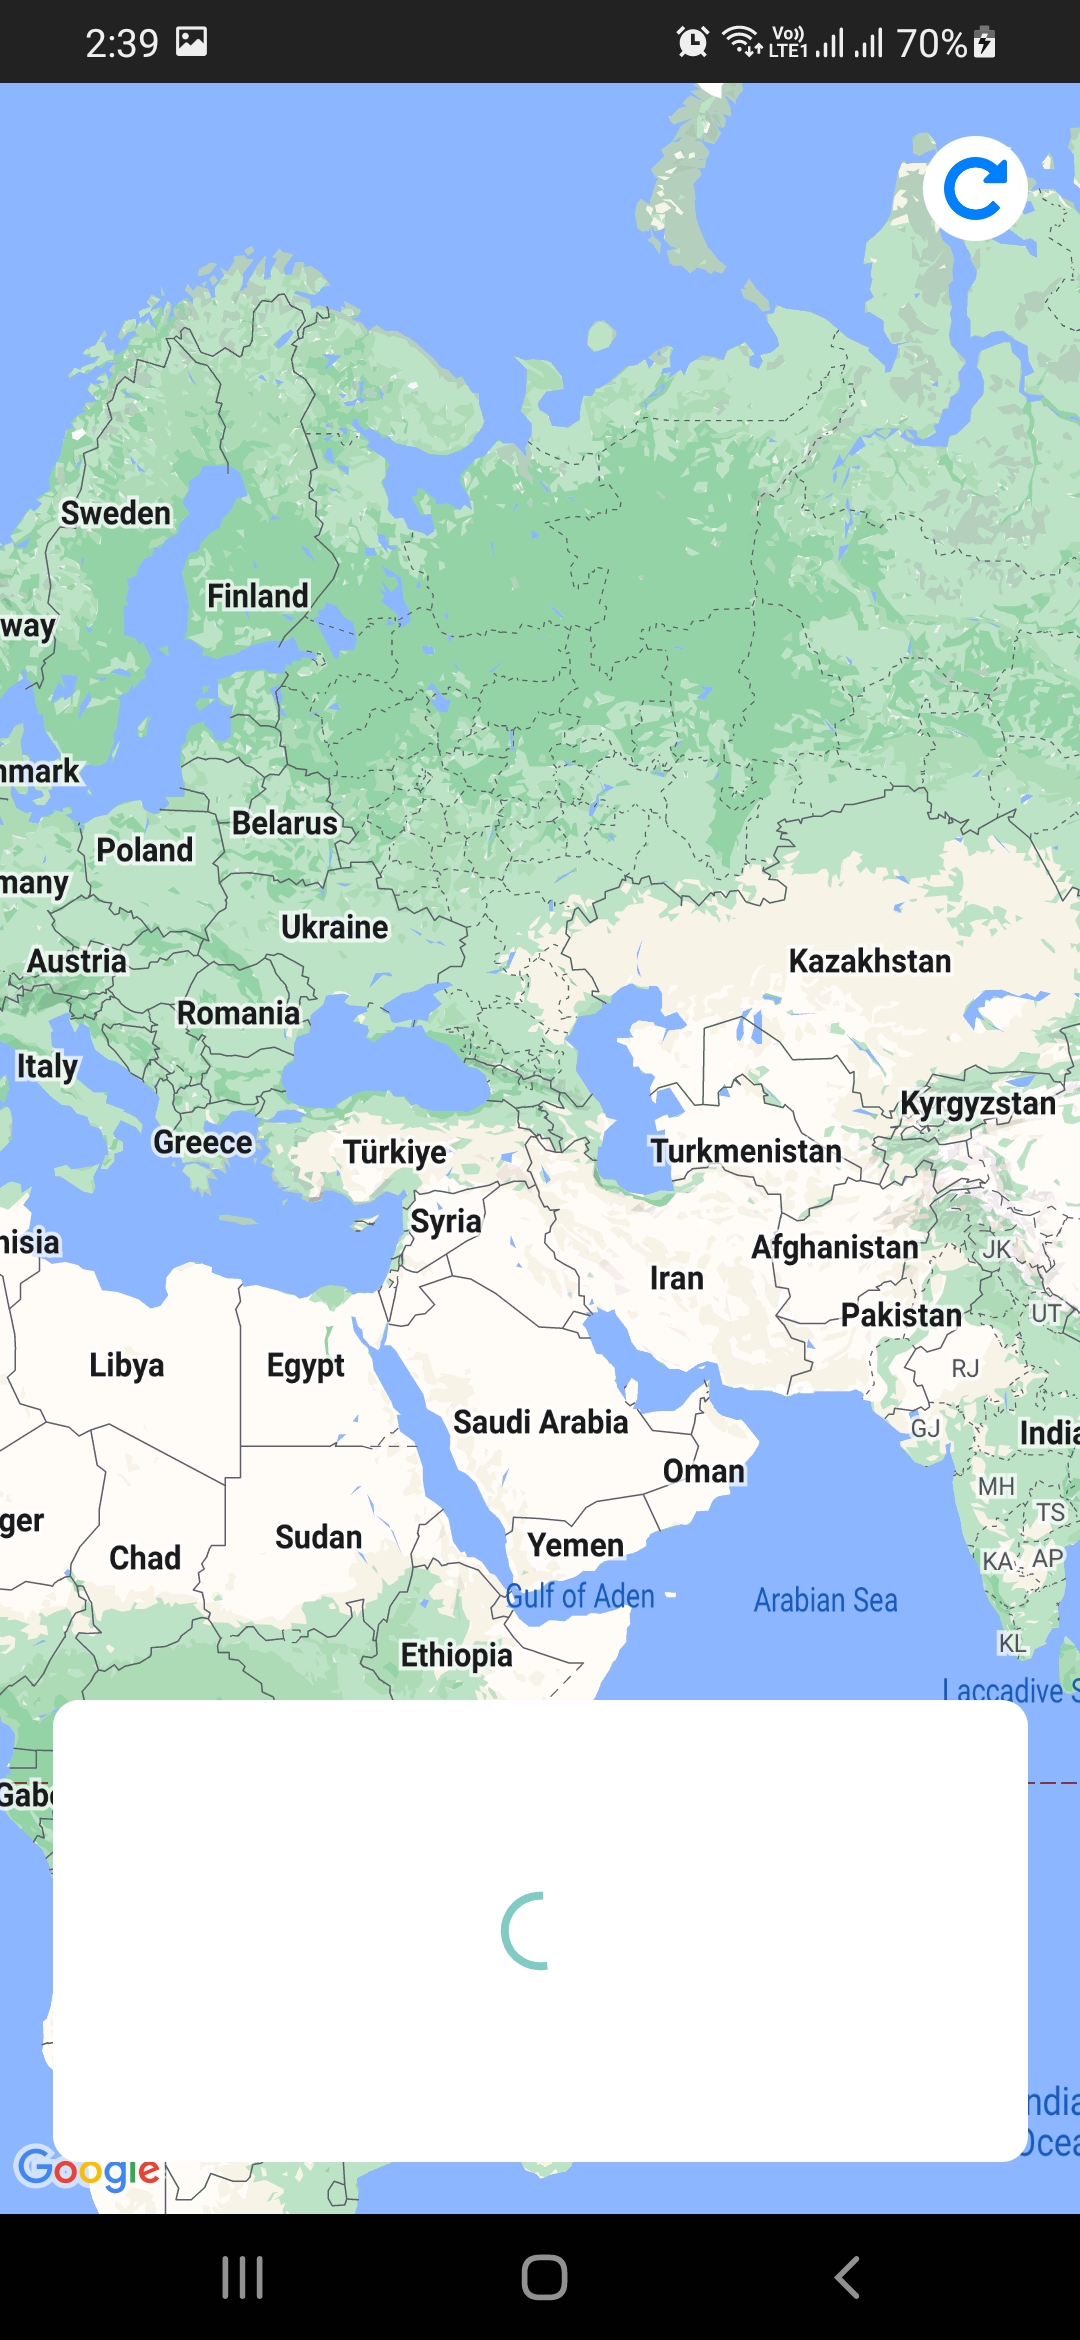 2:39
Vo)) LTE1 70%
Sweden
Finland
way
nmark
Belarus
Poland
many
Ukraine
Austria
Kazakhstan
Romania
Italy
Kyrgyzstan
Greece
Türkiye
Turkmenistan
Syria
nisia
Afghanistan
JK
Iran
Pakistan
UT
Libya
Egypt
RJ
Saudi Arabia
GJ
India
Oman
MH
ger
TS
Sudan
Yemen
Chad
KA
AP
Gulf of Aden
Arabian Sea
KL
Ethiopia
Laccadive S
Gab
ndia
Ocea
Google